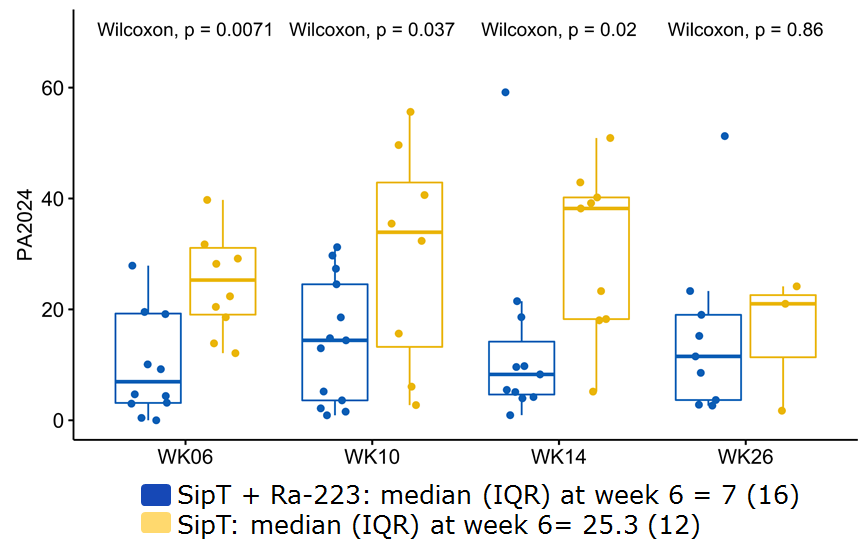 Wilcoxon, p = 0.0071 Wilcoxon, p = 0.037 Wilcoxon, p = 0.02 Wilcoxon, p = 0.86
60
40
20
0
PA2024
WK06 WK10 WK14 WK26
SipT + Ra-223: median (IQR) at week 6 = 7 (16)
SipT: median (IQR) at week 6= 25.3 (12)